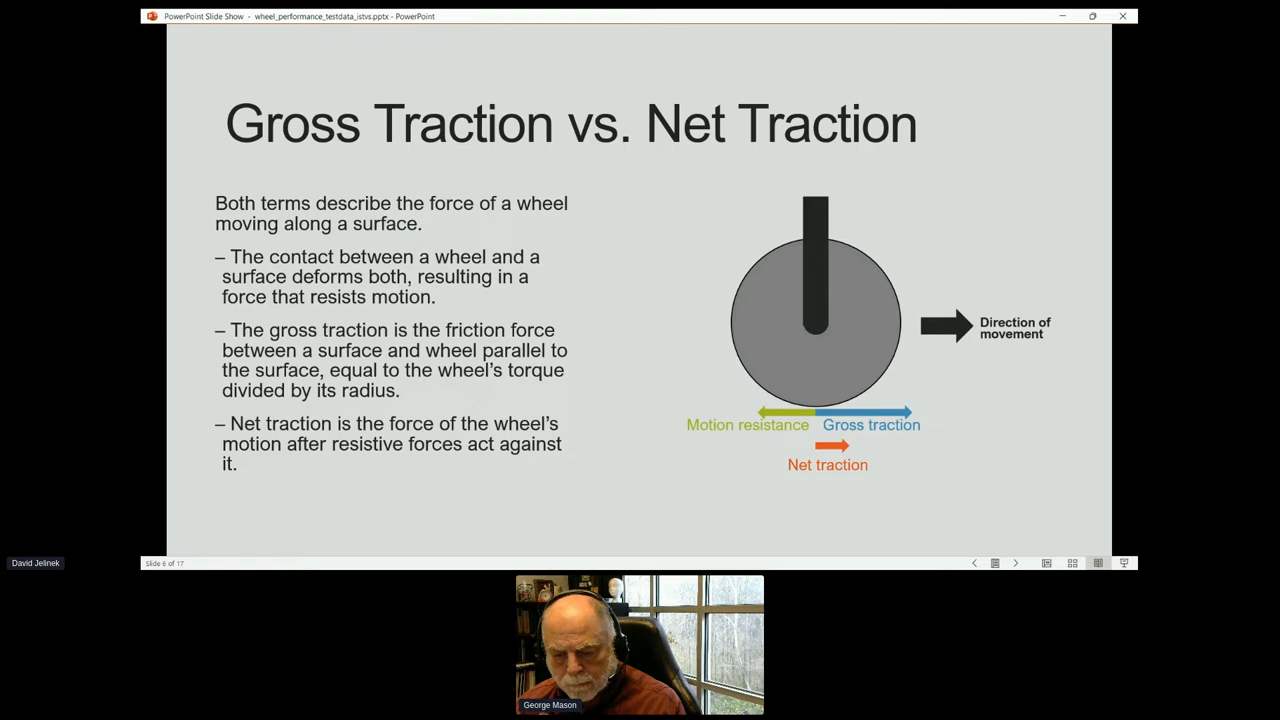 PowerPoint Slide Show - wheel_performance_testdata_istvs.pptx - PowerPoint
Gross Traction vs. Net Traction
Both terms describe the force of a wheel
moving along a surface.
– The contact between a wheel and a
surface deforms both, resulting in a
force that resists motion.
– The gross traction is the friction force
between a surface and wheel parallel to
the surface, equal to the wheel's torque
divided by its radius.
– Net traction is the force of the wheel's
motion after resistive forces act against
it.
Direction of
movement
Motion resistance Gross traction
Net traction
Slide 6 of 17
David Jelinek
George Mason